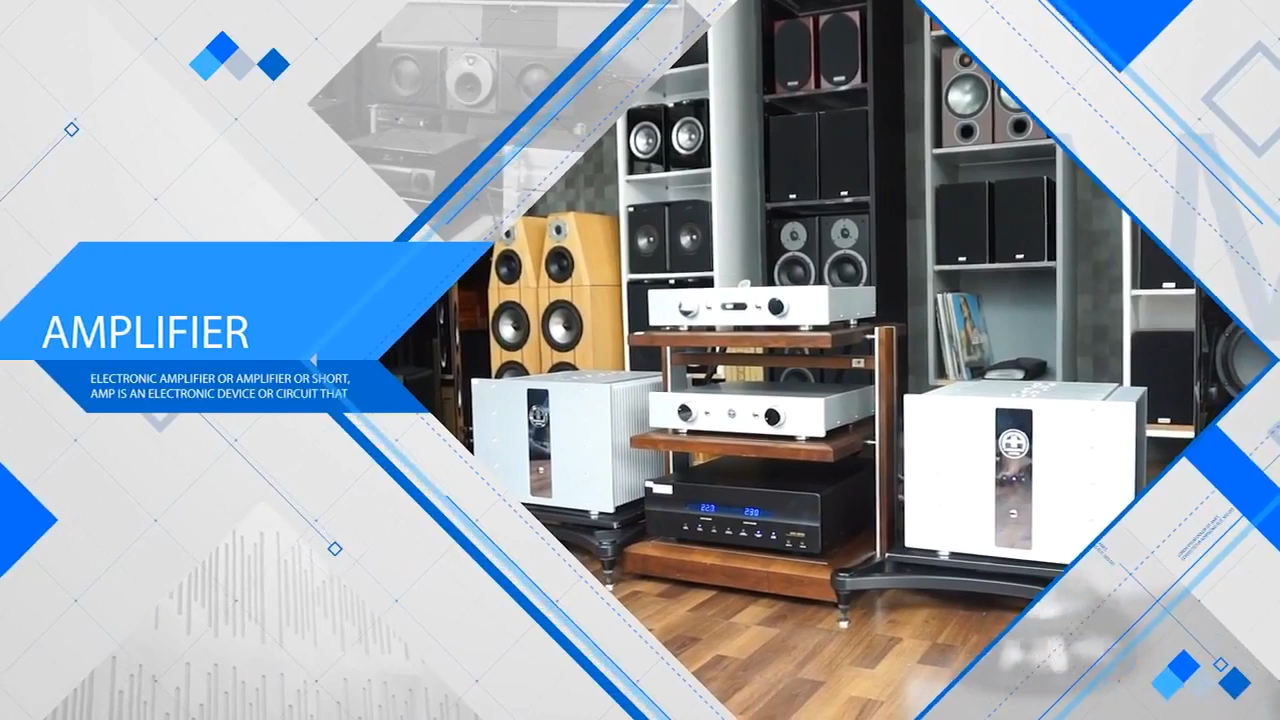 AMPLIFIER
ELECTRONIC AMPLIFIER OR AMPLIFIER OR SHORT,
AMP IS AN ELECTRONIC DEVICE OR CIRCUIT THAT